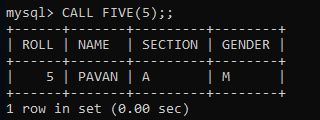 mysql> CALL FIVE(5);;
+------+-------+---------+--------+
| ROLL | NAME  | SECTION | GENDER |
+------+-------+---------+--------+
|    5 | PAVAN | A       | M      |
+------+-------+---------+--------+
1 row in set (0.00 sec)